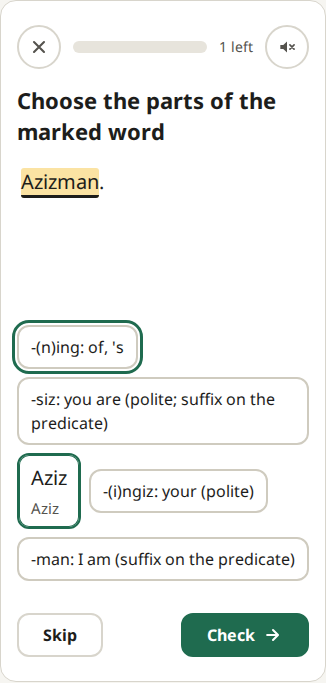 1 left
Choose the parts of the
marked word
Azizman.
-(n)ing: of, 's
-siz: you are (polite; suffix on the
predicate)
Aziz
Aziz
-(i)ngiz: your (polite)
-man: I am (suffix on the predicate)
Skip
Check →